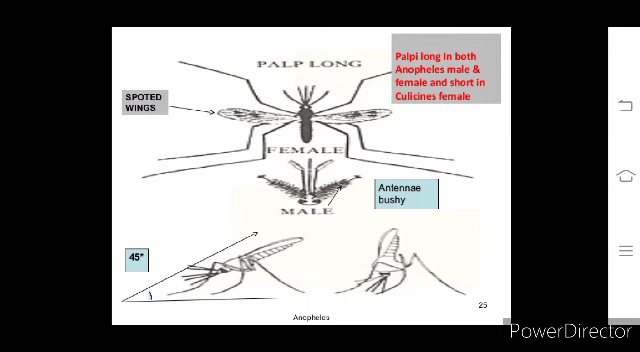 PALP LONG
Palpi long In both
Anopheles male &
female and short in
Culicines female
SPOTED
WINGS
FEMALE
Antennae
bushy
MALE
45*
25
Anopheles
PowerDirector